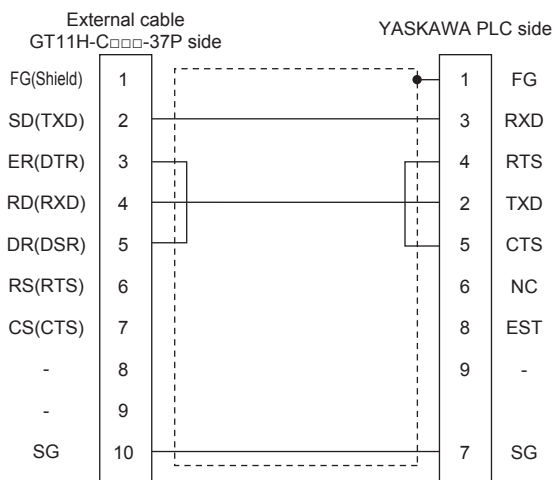 External cable
GT11H-C□□□-37P side
YASKAWA PLC side
FG(Shield) 1 1 FG
SD(TXD) 2 3 RXD
ER(DTR) 3 4 RTS
RD(RXD) 4 2 TXD
DR(DSR) 5 5 CTS
RS(RTS) 6 6 NC
CS(CTS) 7 8 EST
- 8 9 -
- 9
SG 10 7 SG